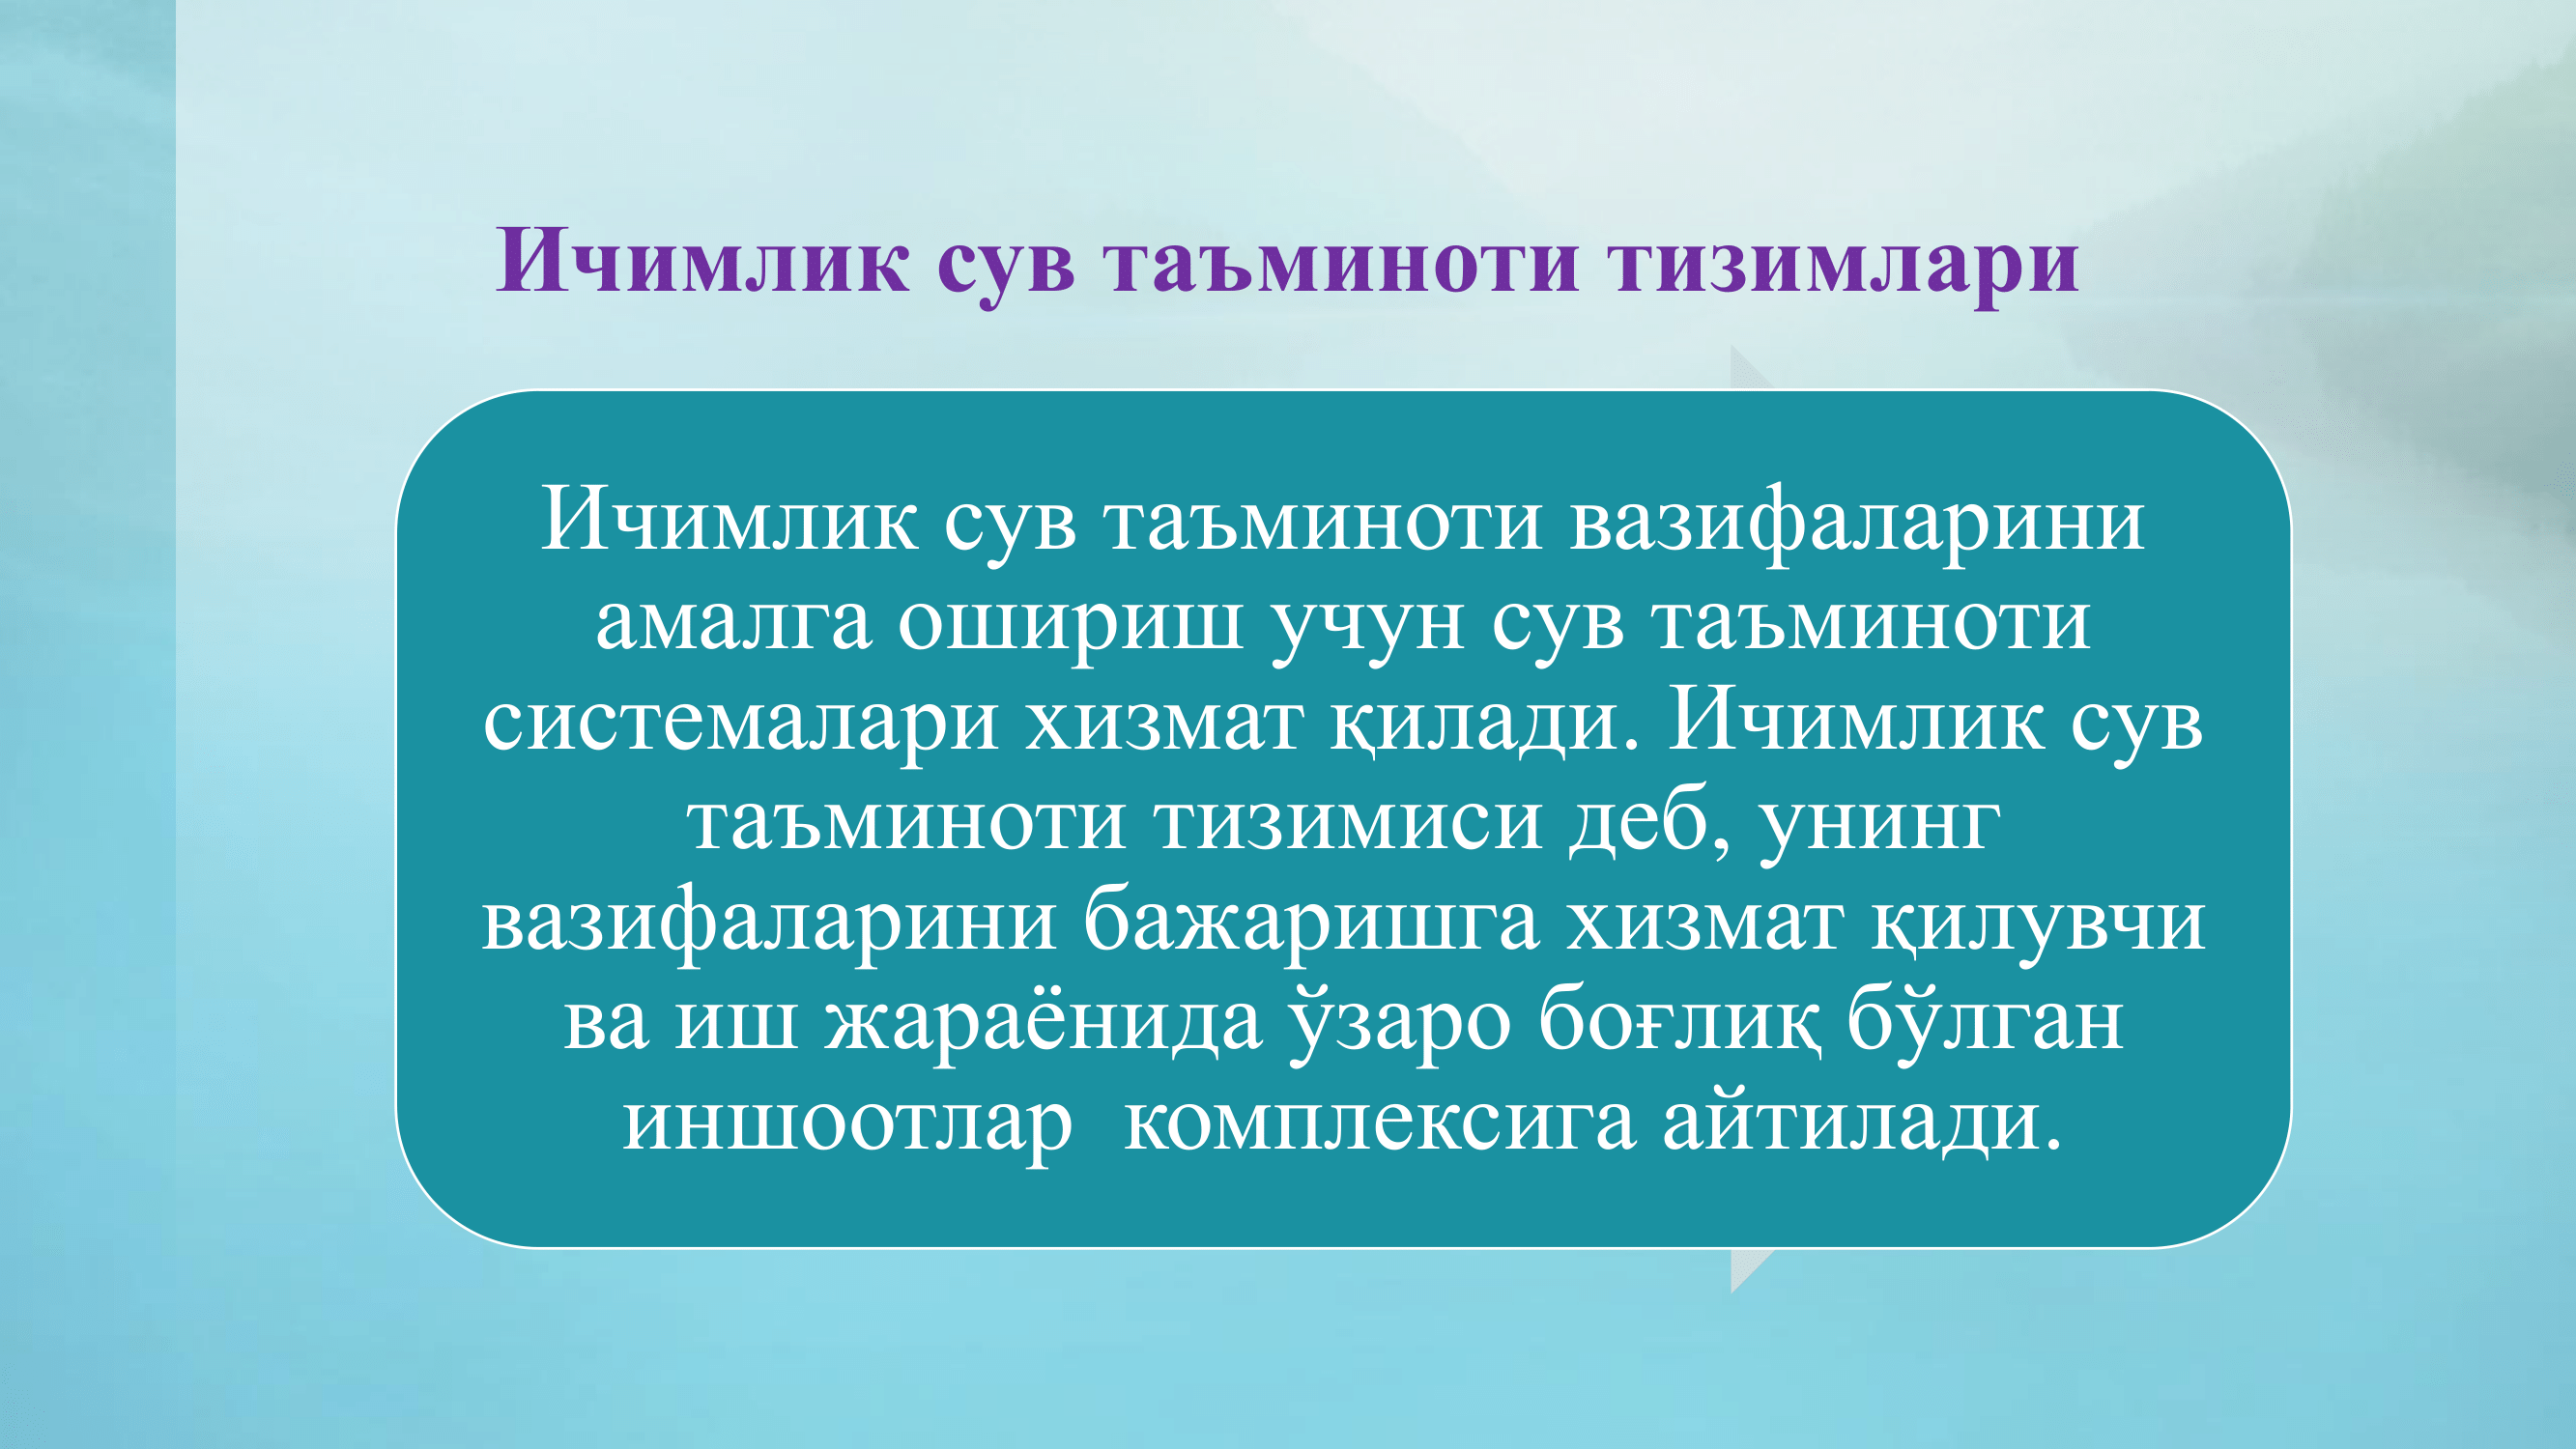 Ичимлик сув таъминоти тизимлари
Ичимлик сув таъминоти вазифаларини
амалга ошириш учун сув таъминоти
системалари хизмат қилади. Ичимлик сув
таъминоти тизимиси деб, унинг
вазифаларини бажаришга хизмат қилувчи
ва иш жараёнида ўзаро боғлиқ бўлган
иншоотлар  комплексига айтилади.